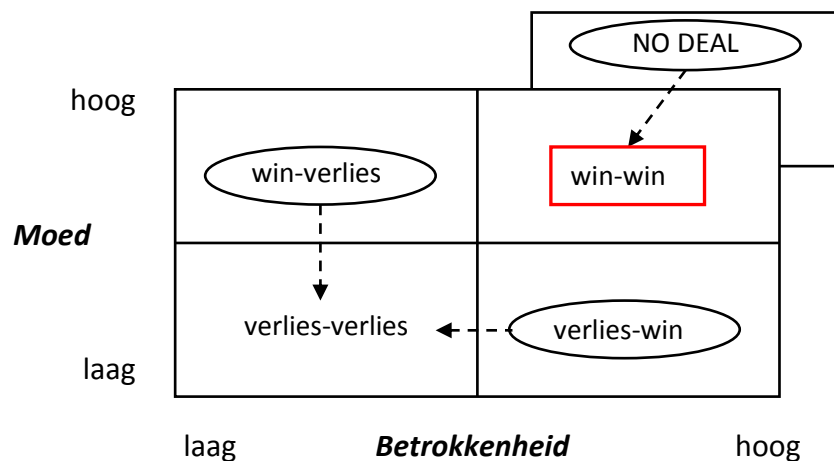 NO DEAL
hoog
win-verlies
win-win
Moed
verlies-verlies
verlies-win
laag
laag
Betrokkenheid
hoog